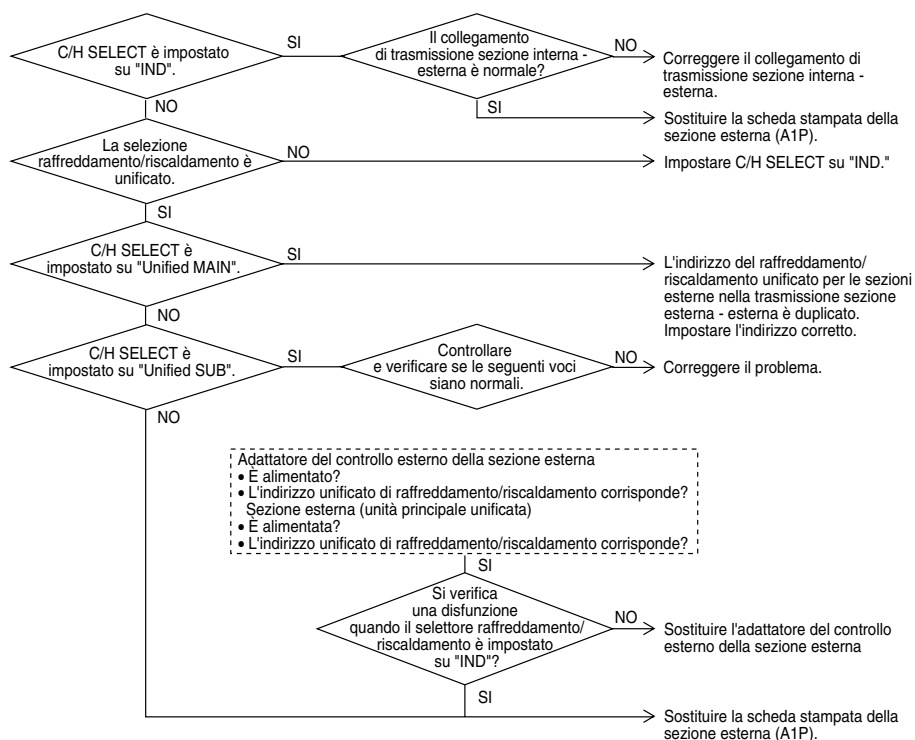 C/H SELECT è impostato
su "IND".
SI
Il collegamento
di trasmissione sezione interna -
esterna è normale?
NO
Correggere il collegamento di
trasmissione sezione interna -
esterna.
SI
Sostituire la scheda stampata della
sezione esterna (A1P).
NO
La selezione
raffreddamento/riscaldamento è
unificato.
NO
Impostare C/H SELECT su "IND."
SI
C/H SELECT è
impostato su "Unified MAIN".
SI
L'indirizzo del raffreddamento/
riscaldamento unificato per le sezioni
esterne nella trasmissione sezione
esterna - esterna è duplicato.
Impostare l'indirizzo corretto.
NO
C/H SELECT è
impostato su "Unified SUB".
SI
Controllare
e verificare se le seguenti voci
siano normali.
NO
Correggere il problema.
NO
Adattatore del controllo esterno della sezione esterna
• È alimentato?
• L'indirizzo unificato di raffreddamento/riscaldamento corrisponde?
Sezione esterna (unità principale unificata)
• È alimentata?
• L'indirizzo unificato di raffreddamento/riscaldamento corrisponde?
SI
Si verifica
una disfunzione
quando il selettore raffreddamento/
riscaldamento è impostato
su "IND"?
NO
Sostituire l'adattatore del controllo
esterno della sezione esterna
SI
Sostituire la scheda stampata della
sezione esterna (A1P).